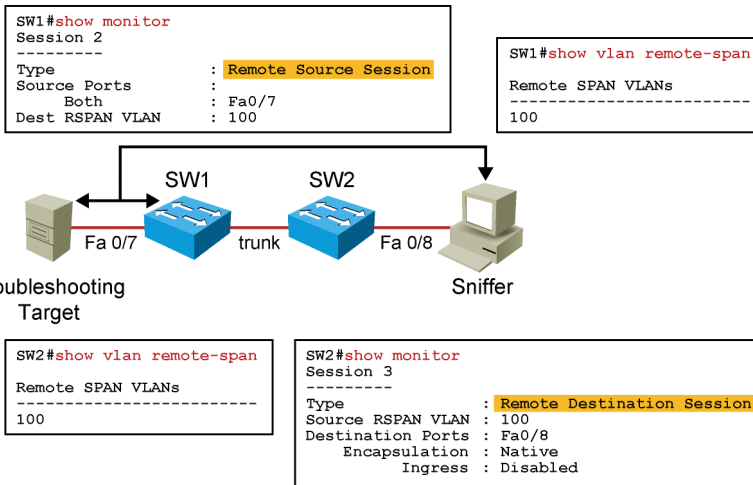 SW1#show monitor
Session 2
---------
Type : Remote Source Session
Source Ports :
Both : Fa0/7
Dest RSPAN VLAN : 100
SW1#show vlan remote-span
Remote SPAN VLANs
--------------------------
100
SW1
SW2
Fa 0/7
trunk
Fa 0/8
oubleshooting
Target
Sniffer
SW2#show vlan remote-span
Remote SPAN VLANs
--------------------------
100
SW2#show monitor
Session 3
---------
Type : Remote Destination Session
Source RSPAN VLAN : 100
Destination Ports : Fa0/8
Encapsulation : Native
Ingress : Disabled